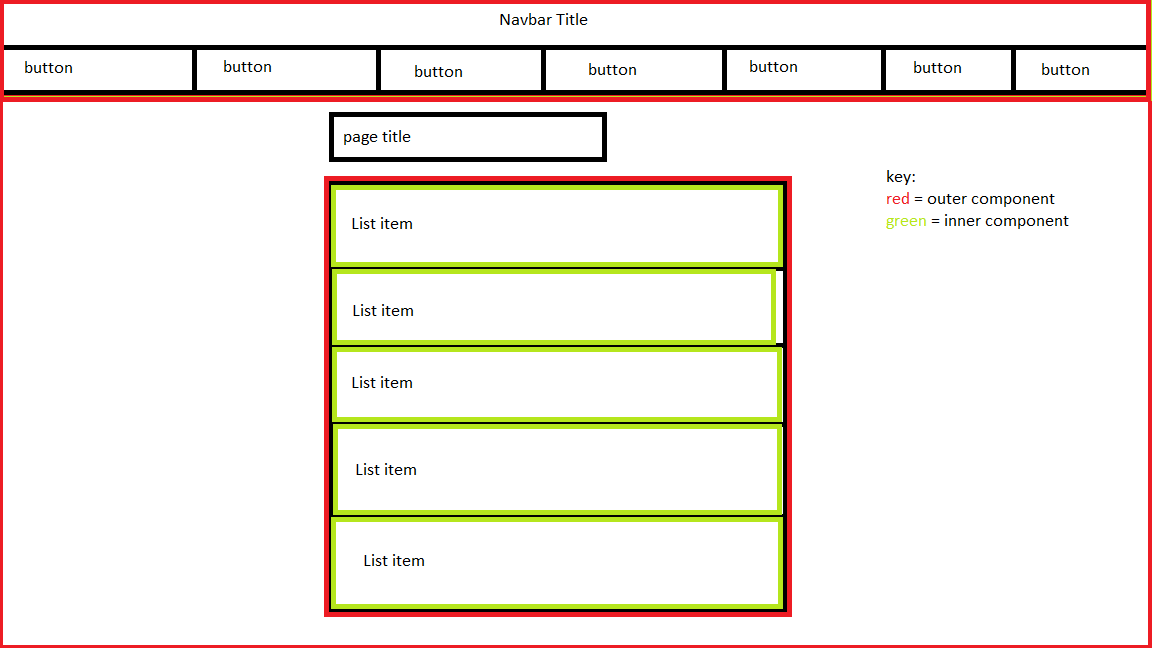 Navbar Title
button button button button button button button
page title
key:
red = outer component
green = inner component
List item
List item
List item
List item
List item